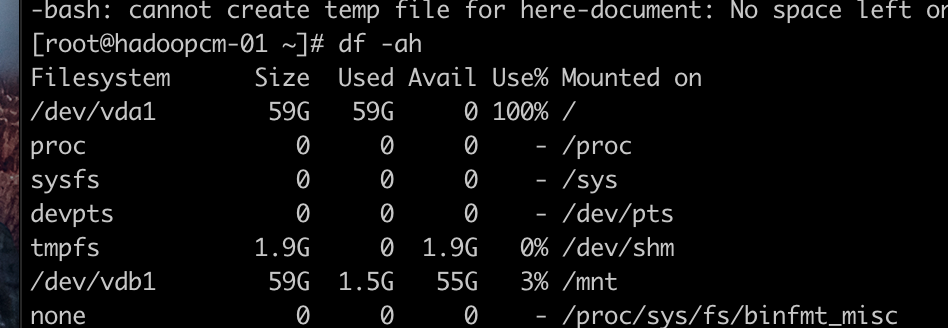 -bash: cannot create temp file for here-document: No space left on
[root@hadoopcm-01 ~]# df -ah
Filesystem Size Used Avail Use% Mounted on
/dev/vda1 59G 59G 0 100% /
proc 0 0 0 - /proc
sysfs 0 0 0 - /sys
devpts 0 0 0 - /dev/pts
tmpfs 1.9G 0 1.9G 0% /dev/shm
/dev/vdb1 59G 1.5G 55G 3% /mnt
none 0 0 0 - /proc/sys/fs/binfmt_misc